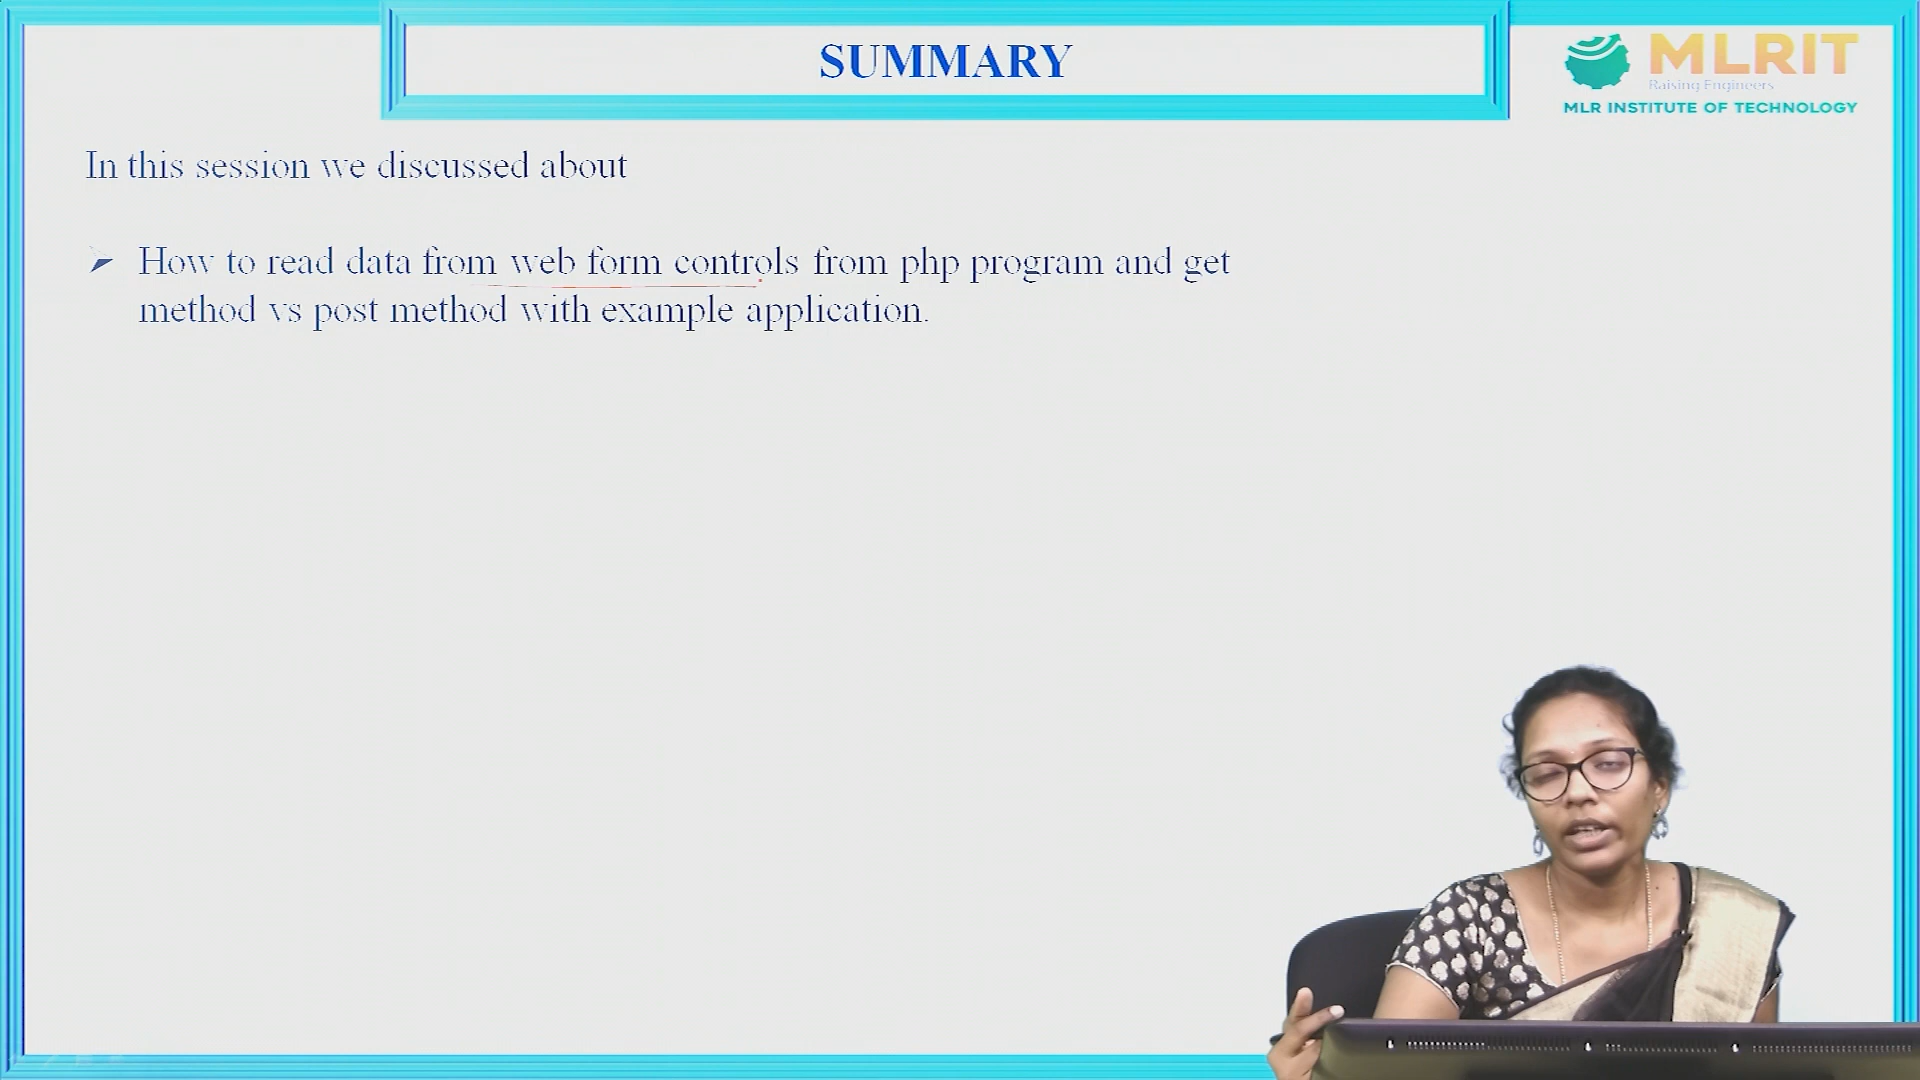 SUMMARY
MLRIT
Raising Engineers
MLR INSTITUTE OF TECHNOLOGY
In this session we discussed about
How to read data from web form controls from php program and get
method vs post method with example application.